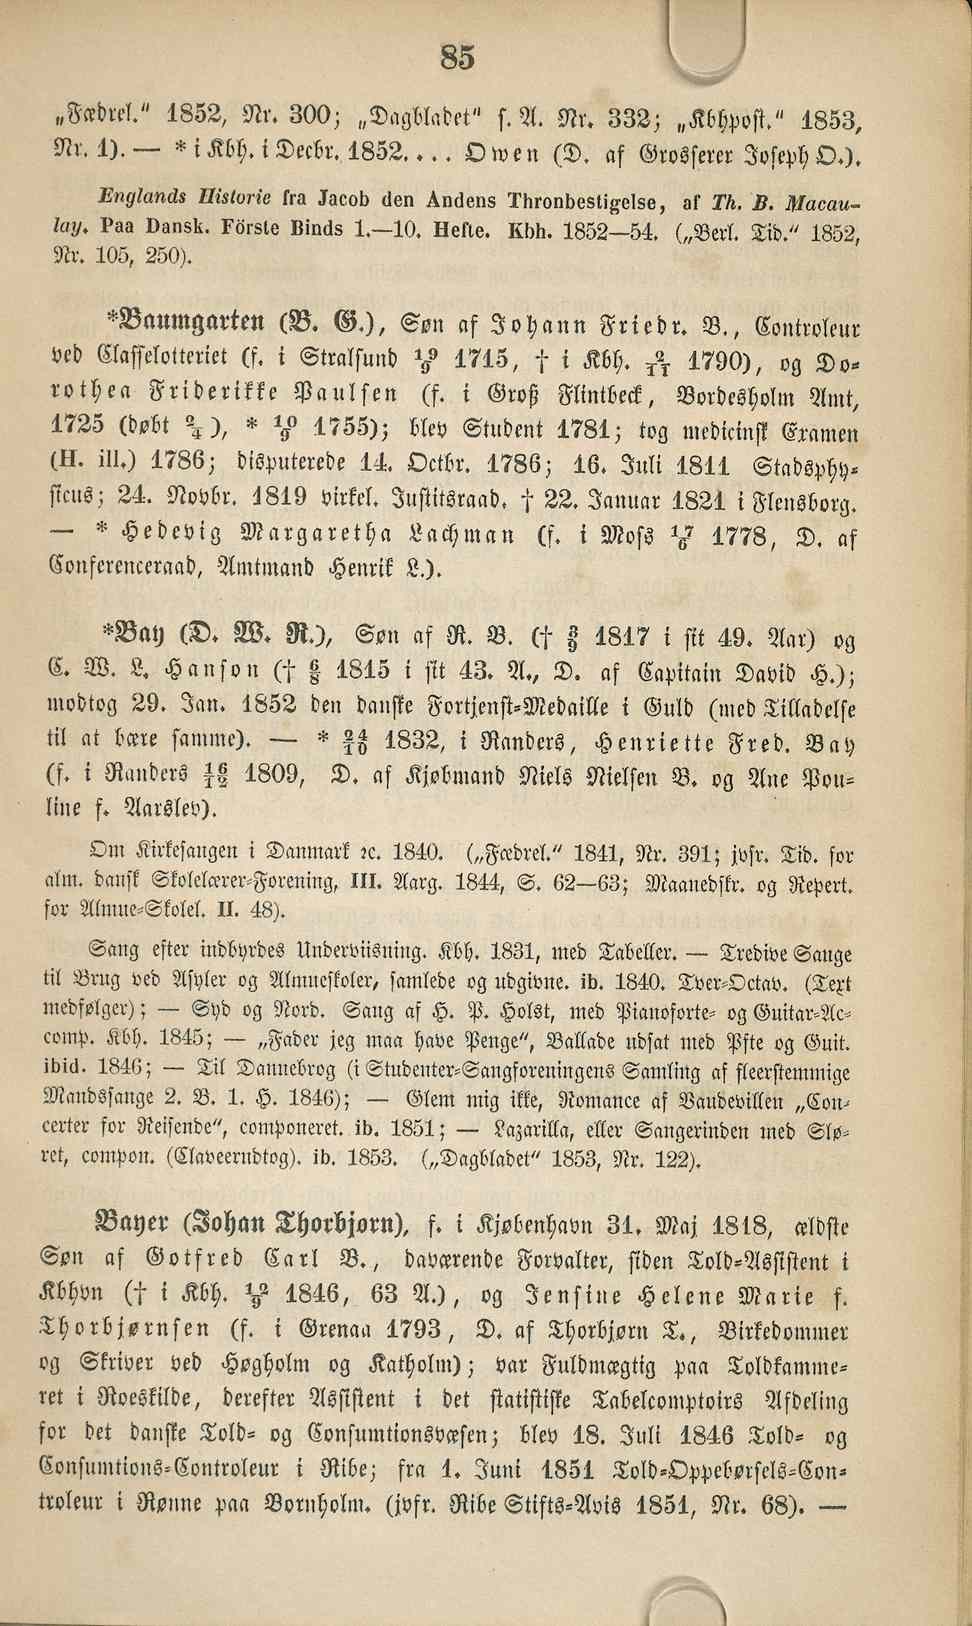 85
„Fædrel." 1852, Nr. 300; „Dagbladet" s. A. Nr. 332; „Kbhpost." 1853,
Nr. 1). — * i Kbh. i Decbr. 1852. . . . Owen (D. af Grosserer Joseph O.).
Englands Historie fra Jacob den Andens Thronbestigelse, af Th. B. Macau-
lay. Paa Dansk. Förste Binds 1.—10. Hefte. Kbh. 1852—54. („Berl. Tid." 1852,
Nr. 105, 250).
*Baumgarten (B. G.), Søn af Johann Friedr. B., Controleur
ved Classelotteriet (f. i Stralsund 19/9 1715, † i Kbh. 2/11 1790), og Do-
rothea Friderikke Paulsen (f. i Groß Flintbeck, Bordesholm Amt,
1725 (døbt 2/4), * 10/9 1755); blev Student 1781; tog medicinsk Examen
(H. ill.) 1786; disputerede 14. Octbr. 1786; 16. Juli 1811 Stadsphy-
sicus; 24. Novbr. 1819 virkel. Justitsraad. † 22. Januar 1821 i Flensborg.
— * Hedevig Margaretha Lachman (f. i Moss 17/6 1778, D. af
Conferenceraad, Amtmand Henrik L.).
*Bay (D. W. R.), Søn af R. B. († 3/9 1817 i sit 49. Aar) og
C. W. L. Hanson († 6/8 1815 i sit 43. A., D. af Capitain David H.);
modtog 29. Jan. 1852 den danske Fortjenst-Medaille i Guld (med Tilladelse
til at bære samme). — * 24/10 1832, i Randers, Henriette Fred. Bay
(f. i Randers 16/12 1809, D. af Kjøbmand Niels Nielsen B. og Ane Pou-
line f. Aarslev).
Om Kirkesangen i Danmark ꝛc. 1840. („Fædrel." 1841, Nr. 391; jvfr. Tid. for
alm. dansk Skolelærer-Forening, III. Aarg. 1844, S. 62—63; Maanedskr. og Repert.
for Almue-Skolel. II. 48).
Sang efter indbyrdes Underviisning. Kbh. 1831, med Tabeller. — Tredive Sange
til Brug ved Asyler og Almueskoler, samlede og udgivne. ib. 1840. Tver-Octav. (Text
medfølger); — Syd og Nord. Sang af H. P. Holst, med Pianoforte- og Guitar-Ac-
comp. Kbh. 1845; — „Fader jeg maa have Penge", Ballade udsat med Pfte og Guit.
ibid. 1846; — Til Dannebrog (i Studenter-Sangforeningens Samling af fleerstemmige
Mandssange 2. B. 1. H. 1846); — Glem mig ikke, Romance af Vaudevillen „Con-
certer for Reisende", componeret. ib. 1851; — Lazarilla, eller Sangerinden med Slø-
ret, compon. (Claveerudtog). ib. 1853. („Dagbladet" 1853, Nr. 122).
Bayer (Johan Thorbjørn), f. i Kjøbenhavn 31. Maj 1818, ældste
Søn af Gotfred Carl B., daværende Forvalter, siden Told-Assistent i
Kbhvn († i Kbh. 12/9 1846, 63 A.), og Jensine Helene Marie f.
Thorbjørnsen (f. i Grenaa 1793, D. af Thorbjørn T., Birkedommer
og Skriver ved Høgholm og Katholm); var Fuldmægtig paa Toldkamme-
ret i Roeskilde, derefter Assistent i det statistiske Tabelcomptoirs Afdeling
for det danske Told- og Consumtionsvæsen; blev 18. Juli 1846 Told- og
Consumtions-Controleur i Ribe; fra 1. Juni 1851 Told-Oppebørsels-Con-
troleur i Rønne paa Bornholm. (jvfr. Ribe Stifts-Avis 1851, Nr. 68). —